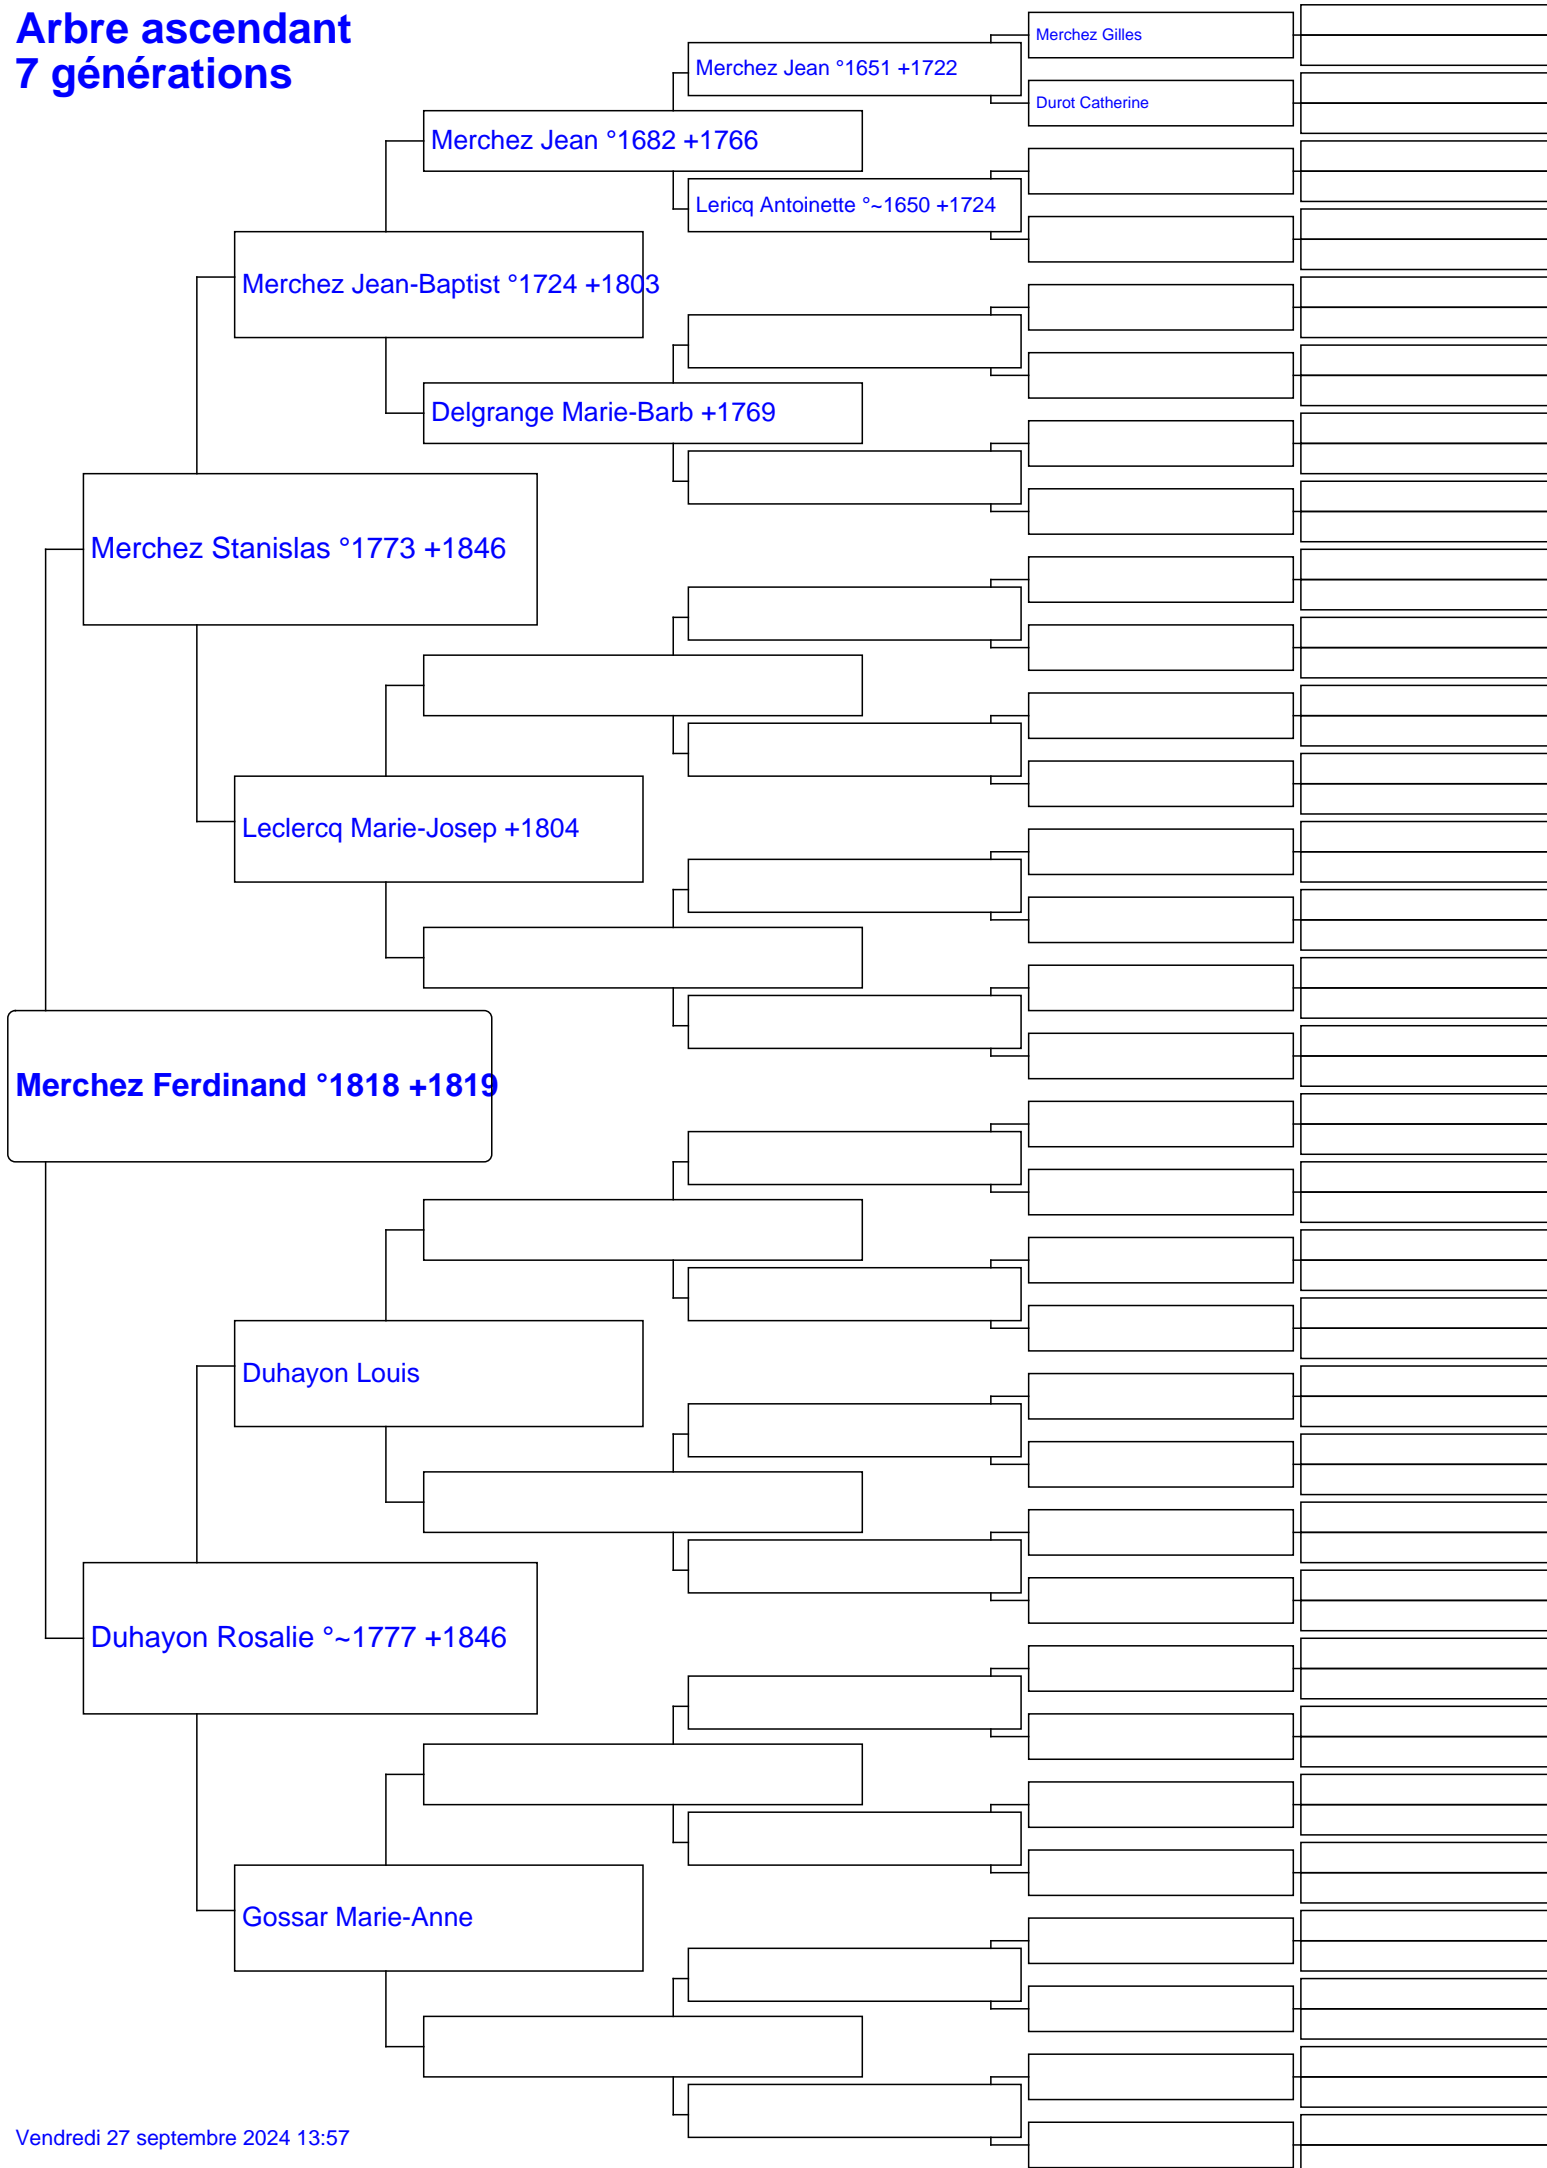 Arbre ascendant
7 générations
Merchez Gilles
Merchez Jean °1651 +1722
Durot Catherine
Merchez Jean °1682 +1766
Lericq Antoinette °~1650 +1724
Merchez Jean-Baptist °1724 +1803
Delgrange Marie-Barb +1769
Merchez Stanislas °1773 +1846
Leclercq Marie-Josep +1804
Merchez Ferdinand °1818 +1819
Duhayon Louis
Duhayon Rosalie °~1777 +1846
Gossar Marie-Anne
Vendredi 27 septembre 2024 13:57